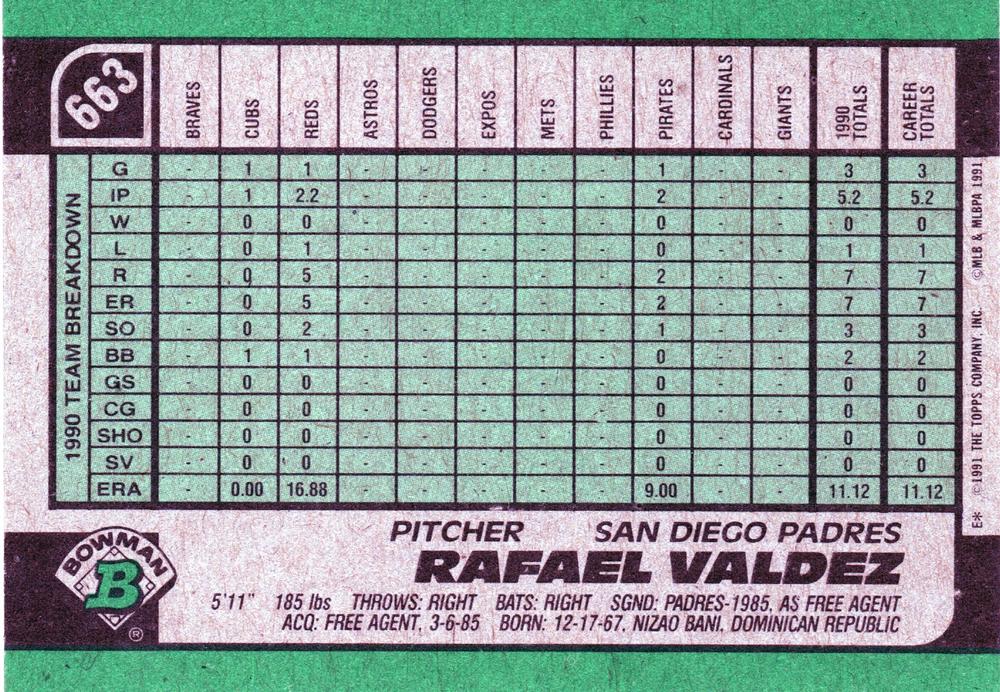 663
BRAVES CUBS REDS ASTROS DODGERS EXPOS METS PHILLIES PIRATES CARDINALS GIANTS 1990 TOTALS CAREER TOTALS
1990 TEAM BREAKDOWN
G - 1 1 - - - - - 1 - - 3 3
IP - 1 2.2 - - - - - 2 - - 5.2 5.2
W - 0 0 - - - - - 0 - - 0 0
L - 0 1 - - - - - 0 - - 1 1
R - 0 5 - - - - - 2 - - 7 7
ER - 0 5 - - - - - 2 - - 7 7
SO - 0 2 - - - - - 1 - - 3 3
BB - 1 1 - - - - - 0 - - 2 2
GS - 0 0 - - - - - 0 - - 0 0
CG - 0 0 - - - - - 0 - - 0 0
SHO - 0 0 - - - - - 0 - - 0 0
SV - 0 0 - - - - - 0 - - 0 0
ERA - 0.00 16.88 - - - - - 9.00 - - 11.12 11.12
E* ©1991 THE TOPPS COMPANY, INC. ©MLB & MLBPA 1991
PITCHER SAN DIEGO PADRES
RAFAEL VALDEZ
5'11" 185 lbs THROWS: RIGHT BATS: RIGHT SGND: PADRES-1985, AS FREE AGENT
ACQ: FREE AGENT, 3-6-85 BORN: 12-17-67, NIZAO BANI, DOMINICAN REPUBLIC
BOWMAN
B
®